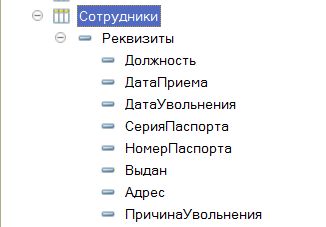 Сотрудники
Реквизиты
Должность
ДатаПриема
ДатаУвольнения
СерияПаспорта
НомерПаспорта
Выдан
Адрес
ПричинаУвольнения